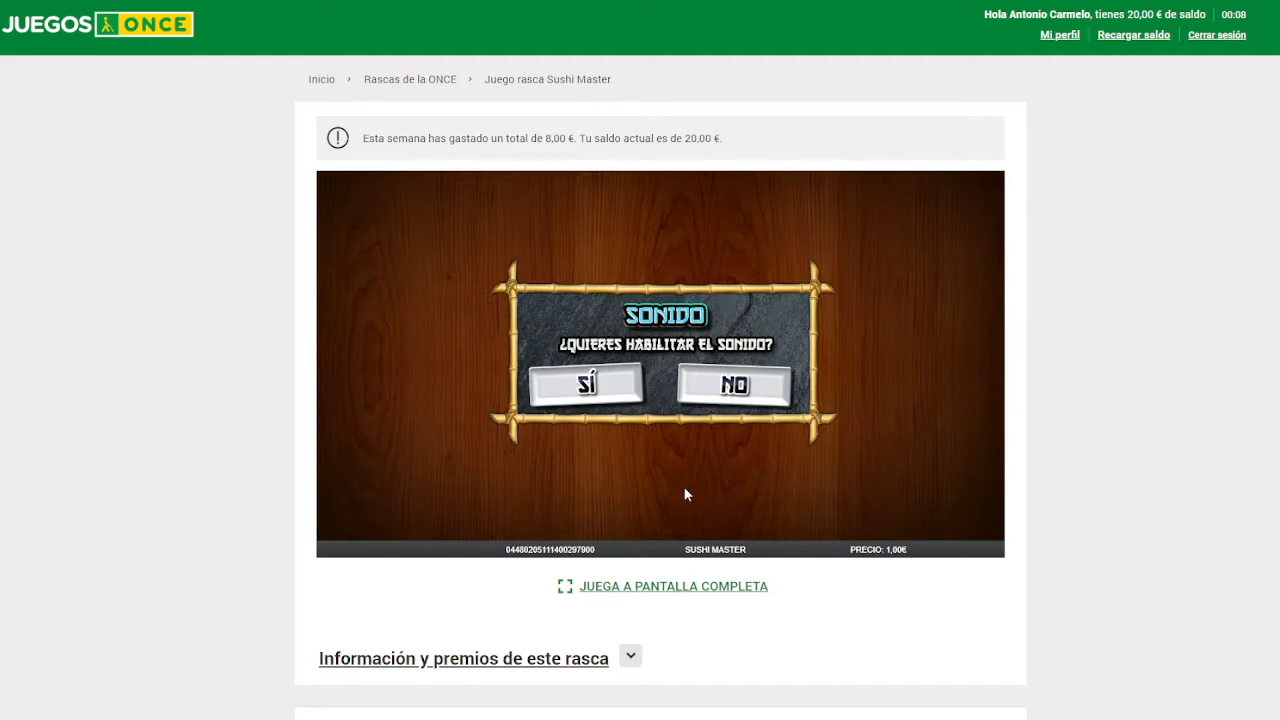 JUEGOS ONCE
Hola Antonio Carmelo, tienes 20,00 € de saldo
00:08
Mi perfil
Recargar saldo
Cerrar sesión
Inicio › Rascas de la ONCE › Juego rasca Sushi Master
Esta semana has gastado un total de 8,00 €. Tu saldo actual es de 20,00 €.
SONIDO
¿QUIERES HABILITAR EL SONIDO?
SÍ
NO
04480205111400297900
SUSHI MASTER
PRECIO: 1,00€
JUEGA A PANTALLA COMPLETA
Información y premios de este rasca